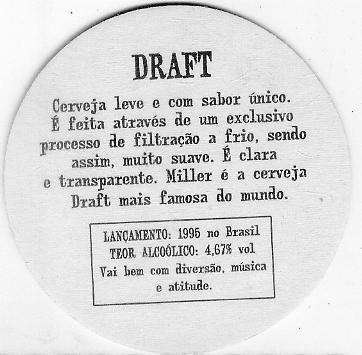 DRAFT
Cerveja leve e com sabor único.
É feita através de um exclusivo
processo de filtração a frio, sendo
assim, muito suave. É clara
e transparente. Miller é a cerveja
Draft mais famosa do mundo.
LANÇAMENTO: 1995 no Brasil
TEOR ALCOÓLICO: 4,67% vol
Vai bem com diversão, música
e atitude.